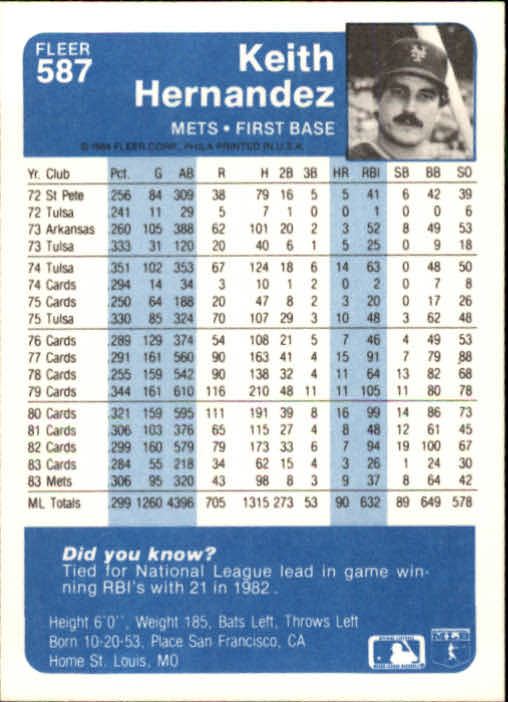 FLEER
587
Keith
Hernandez
METS • FIRST BASE
© 1984 FLEER CORP., PHILA PRINTED IN U.S.A.
Yr. Club Pct. G AB R H 2B 3B HR RBI SB BB SO
72 St Pete .256 84 309 38 79 16 5 5 41 6 42 39
72 Tulsa .241 11 29 5 7 1 0 0 1 0 0 6
73 Arkansas .260 105 388 62 101 20 2 3 52 8 49 53
73 Tulsa .333 31 120 20 40 6 1 5 25 0 9 18
74 Tulsa .351 102 353 67 124 18 6 14 63 0 48 50
74 Cards .294 14 34 3 10 1 2 0 2 0 7 8
75 Cards .250 64 188 20 47 8 2 3 20 0 17 26
75 Tulsa .330 85 324 70 107 29 3 10 48 3 62 48
76 Cards .289 129 374 54 108 21 5 7 46 4 49 53
77 Cards .291 161 560 90 163 41 4 15 91 7 79 88
78 Cards .255 159 542 90 138 32 4 11 64 13 82 68
79 Cards .344 161 610 116 210 48 11 11 105 11 80 78
80 Cards .321 159 595 111 191 39 8 16 99 14 86 73
81 Cards .306 103 376 65 115 27 4 8 48 12 61 45
82 Cards .299 160 579 79 173 33 6 7 94 19 100 67
83 Cards .284 55 218 34 62 15 4 3 26 1 24 30
83 Mets .306 95 320 43 98 8 3 9 37 8 64 42
ML Totals .299 1260 4396 705 1315 273 53 90 632 89 649 578
Did you know?
Tied for National League lead in game win-
ning RBI's with 21 in 1982.
Height 6'0'', Weight 185, Bats Left, Throws Left
Born 10-20-53, Place San Francisco, CA
Home St. Louis, MO